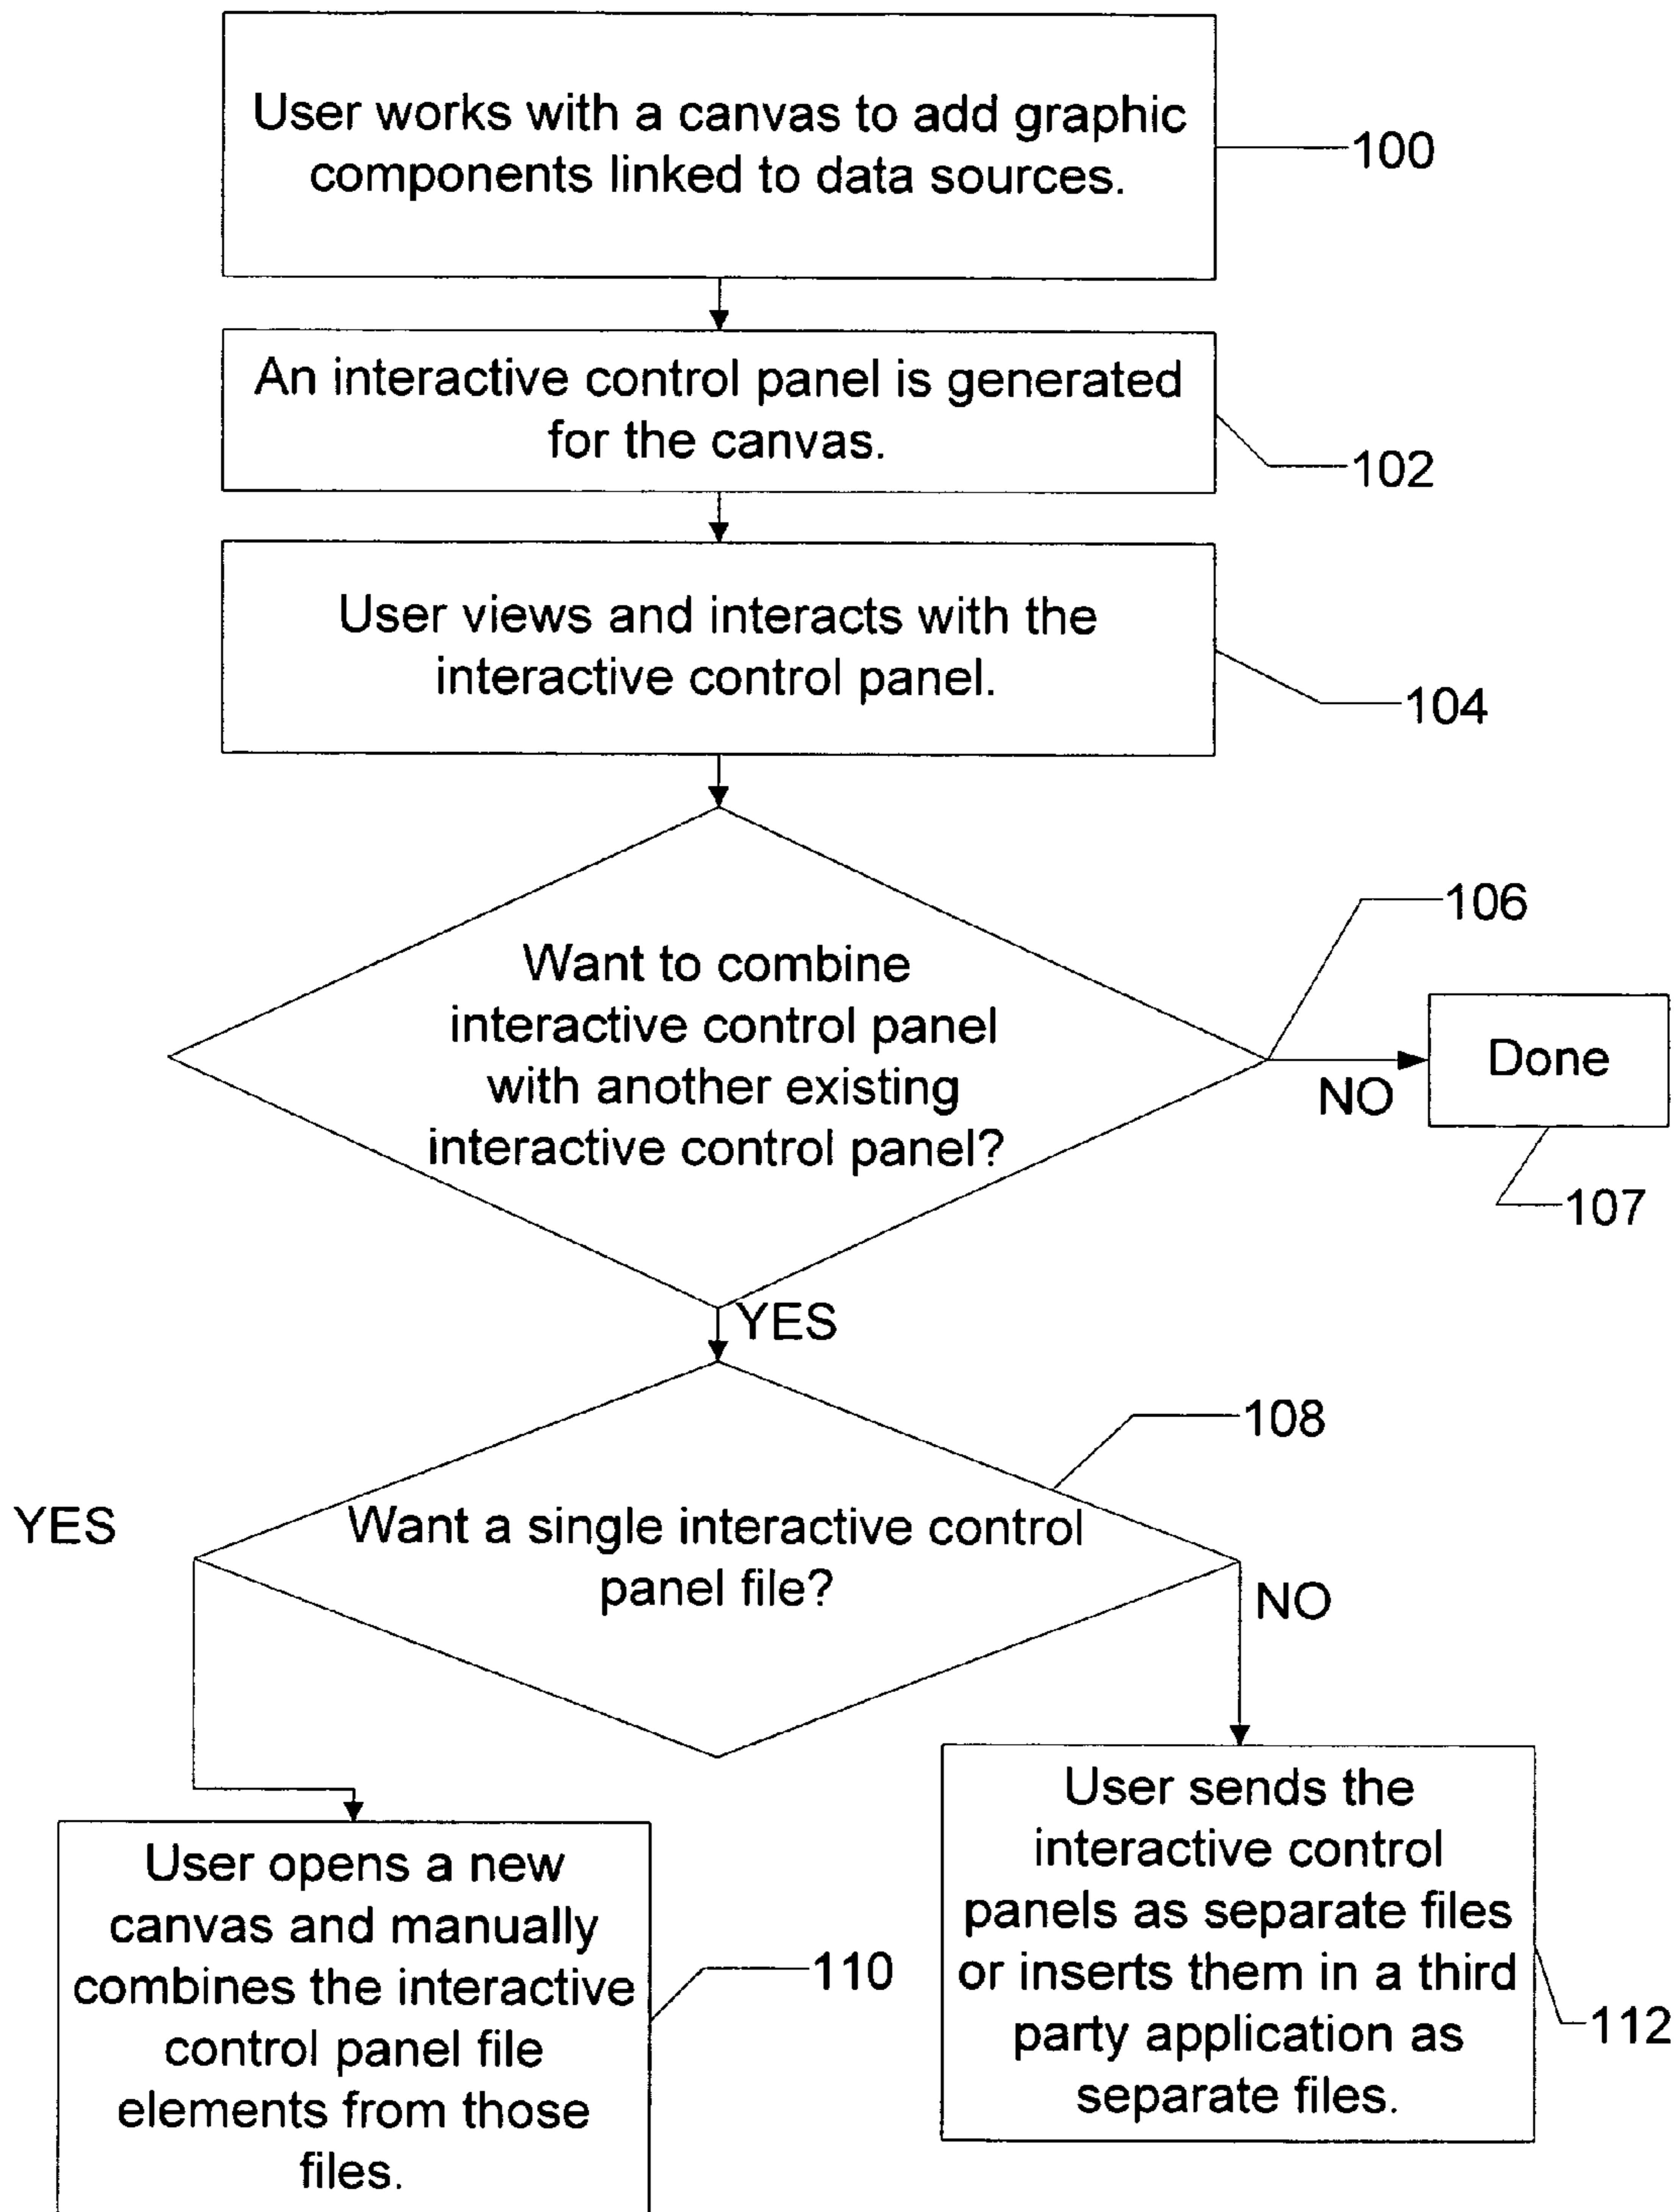 User works with a canvas to add graphic
components linked to data sources.
100
An interactive control panel is generated
for the canvas.
102
User views and interacts with the
interactive control panel.
104
Want to combine
interactive control panel
with another existing
interactive control panel?
106
NO
Done
107
YES
Want a single interactive control
panel file?
108
YES
NO
User opens a new
canvas and manually
combines the interactive
control panel file
elements from those
files.
110
User sends the
interactive control
panels as separate files
or inserts them in a third
party application as
separate files.
112